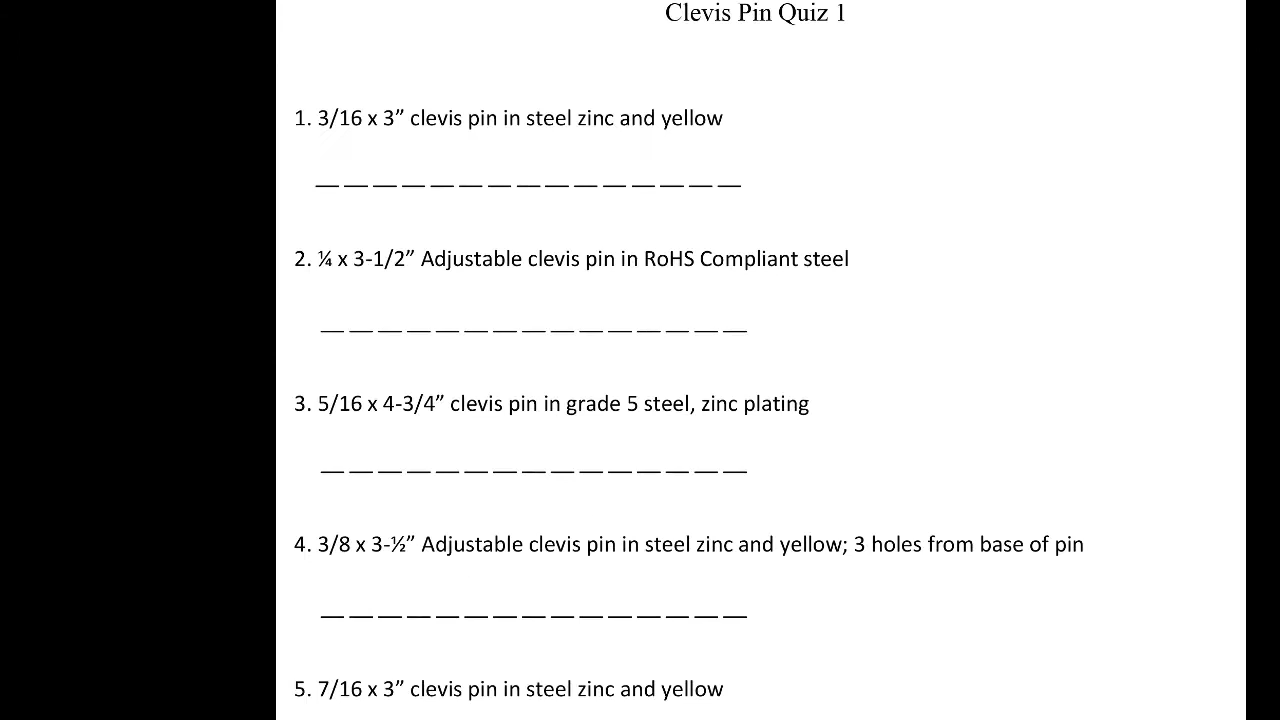 Clevis Pin Quiz 1
1. 3/16 x 3” clevis pin in steel zinc and yellow
_ _ _ _ _ _ _ _ _ _ _ _ _ _ _
2. ¼ x 3-1/2” Adjustable clevis pin in RoHS Compliant steel
_ _ _ _ _ _ _ _ _ _ _ _ _ _ _
3. 5/16 x 4-3/4” clevis pin in grade 5 steel, zinc plating
_ _ _ _ _ _ _ _ _ _ _ _ _ _ _
4. 3/8 x 3-½” Adjustable clevis pin in steel zinc and yellow; 3 holes from base of pin
_ _ _ _ _ _ _ _ _ _ _ _ _ _ _
5. 7/16 x 3” clevis pin in steel zinc and yellow